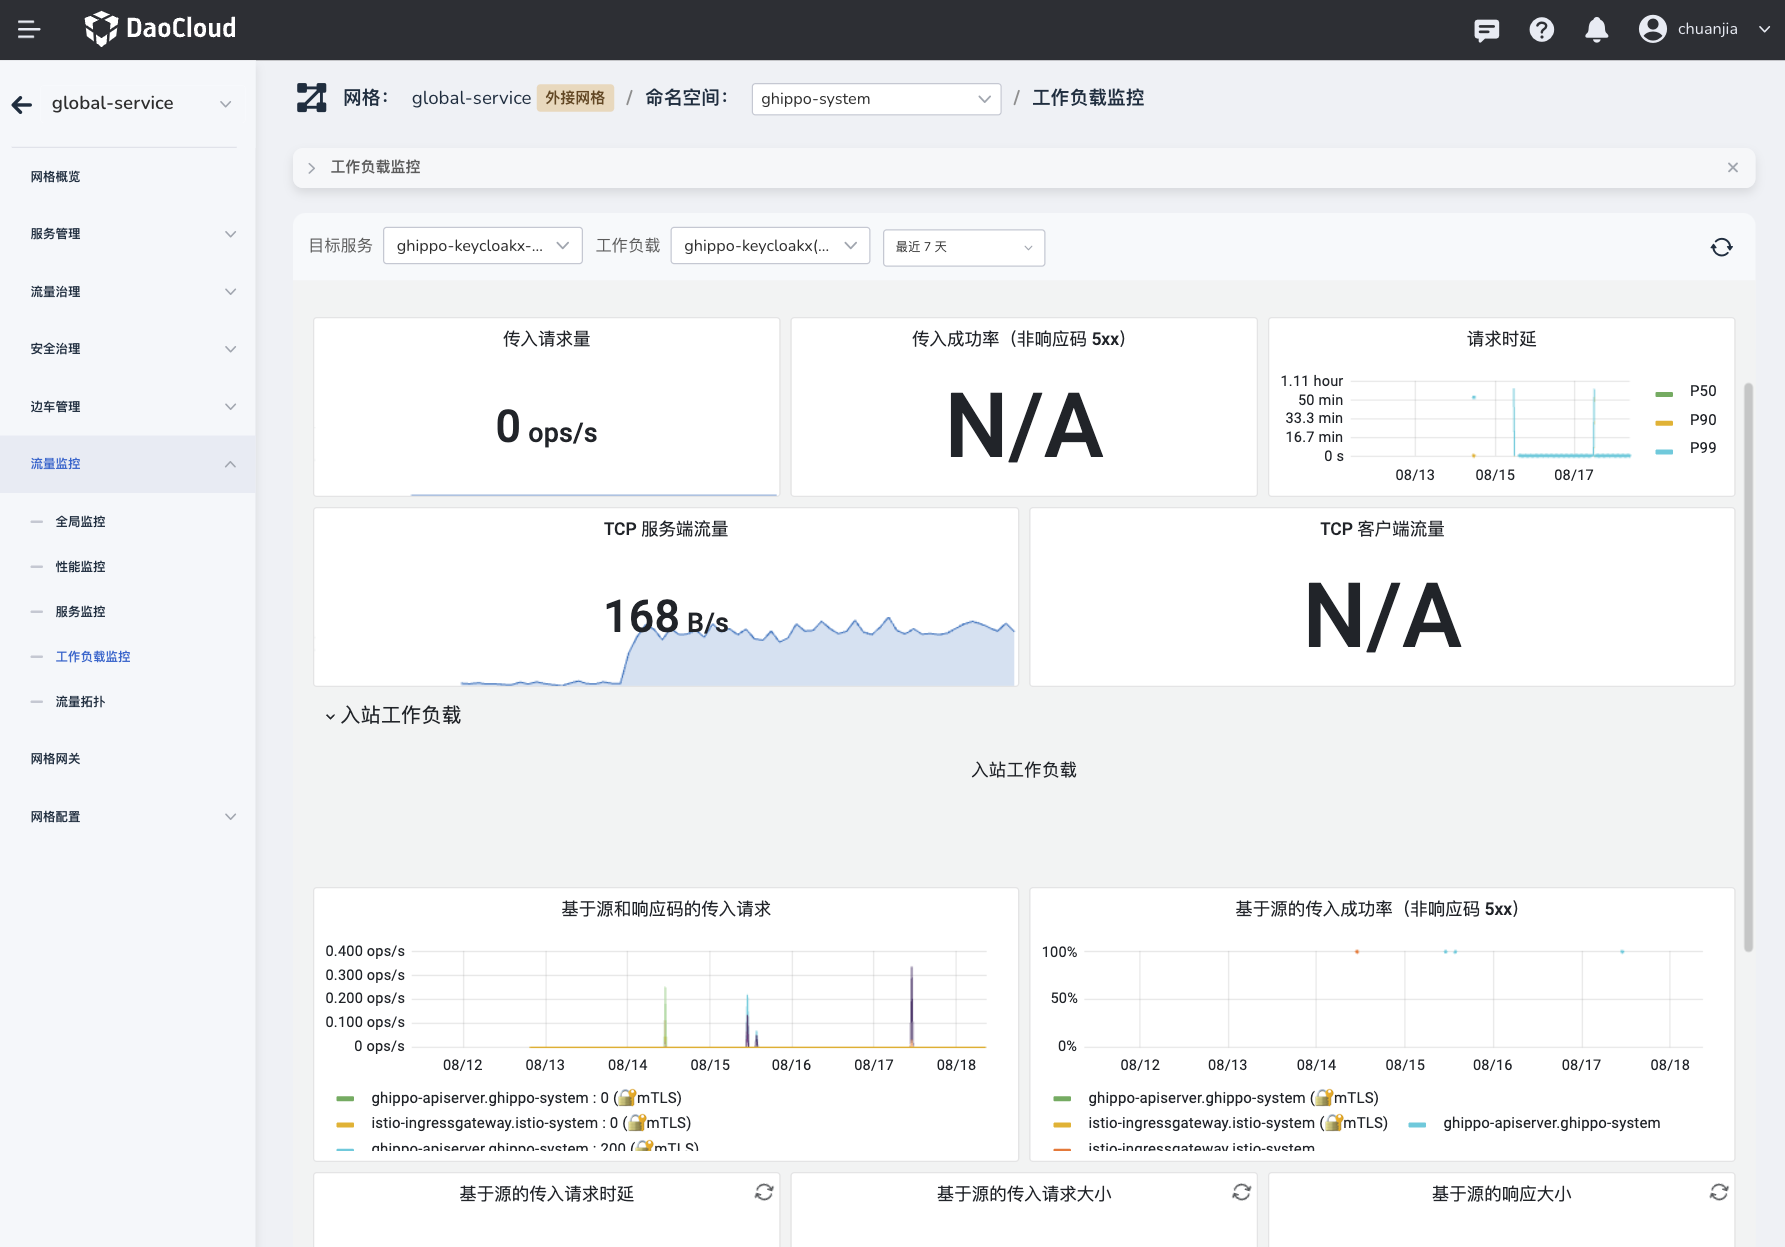 DaoCloud
chuanjia
global-service
网格概览
服务管理
流量治理
安全治理
边车管理
流量监控
全局监控
性能监控
服务监控
工作负载监控
流量拓扑
网格网关
网格配置
网格： global-service 外接网格 / 命名空间： ghippo-system / 工作负载监控
工作负载监控
目标服务 ghippo-keycloakx-... 工作负载 ghippo-keycloakx(... 最近 7 天
传入请求量
0 ops/s
传入成功率（非响应码 5xx）
N/A
请求时延
1.11 hour
50 min
33.3 min
16.7 min
0 s
08/13 08/15 08/17
P50
P90
P99
TCP 服务端流量
168 B/s
TCP 客户端流量
N/A
入站工作负载
入站工作负载
基于源和响应码的传入请求
0.400 ops/s
0.300 ops/s
0.200 ops/s
0.100 ops/s
0 ops/s
08/12 08/13 08/14 08/15 08/16 08/17 08/18
ghippo-apiserver.ghippo-system : 0 (🔐mTLS)
istio-ingressgateway.istio-system : 0 (🔐mTLS)
ghippo-apiserver.ghippo-system : 200 (🔐mTLS)
基于源的传入成功率（非响应码 5xx）
100%
50%
0%
08/12 08/13 08/14 08/15 08/16 08/17 08/18
ghippo-apiserver.ghippo-system (🔐mTLS)
istio-ingressgateway.istio-system (🔐mTLS) ghippo-apiserver.ghippo-system
istio-ingressgateway.istio-system
基于源的传入请求时延
基于源的传入请求大小
基于源的响应大小